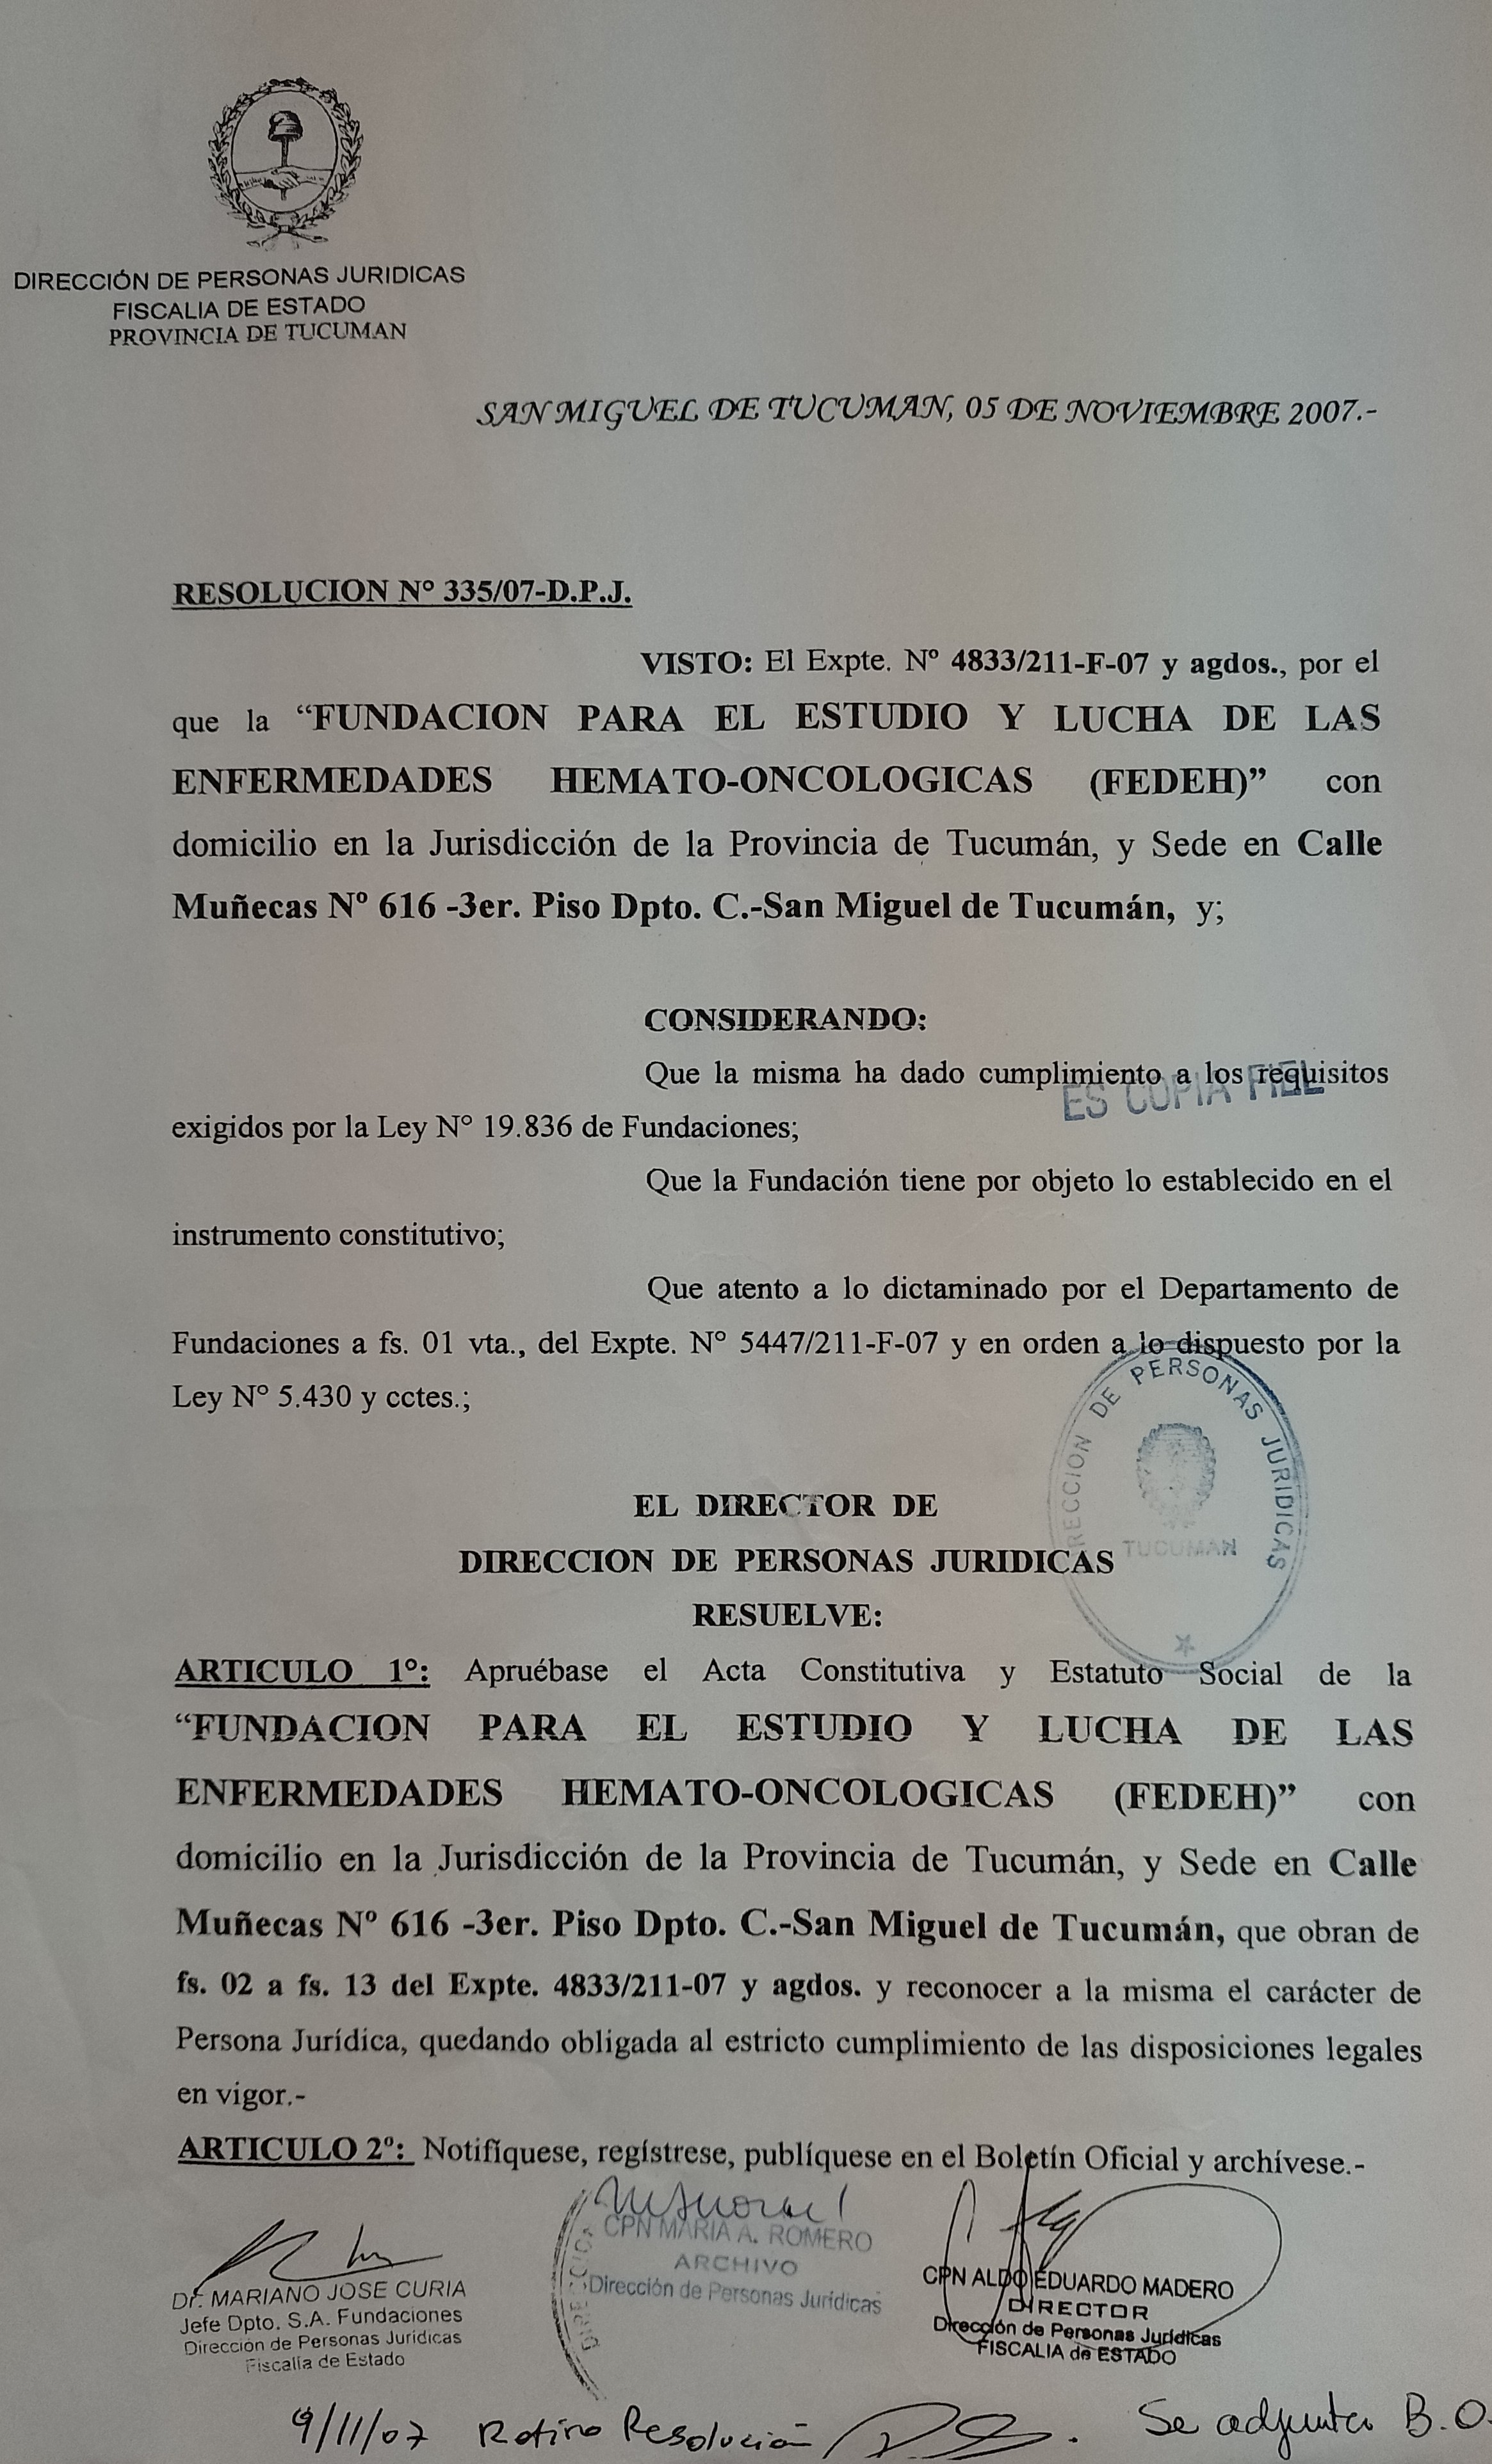 DIRECCIÓN DE PERSONAS JURIDICAS
FISCALIA DE ESTADO
PROVINCIA DE TUCUMAN
SAN MIGUEL DE TUCUMAN, 05 DE NOVIEMBRE 2007.-
RESOLUCION Nº 335/07-D.P.J.
VISTO: El Expte. Nº 4833/211-F-07 y agdos., por el
que la “FUNDACION PARA EL ESTUDIO Y LUCHA DE LAS
ENFERMEDADES HEMATO-ONCOLOGICAS (FEDEH)” con
domicilio en la Jurisdicción de la Provincia de Tucumán, y Sede en Calle
Muñecas Nº 616 -3er. Piso Dpto. C.-San Miguel de Tucumán, y;
CONSIDERANDO:
Que la misma ha dado cumplimiento a los requisitos
ES COPIA FIEL
exigidos por la Ley N° 19.836 de Fundaciones;
Que la Fundación tiene por objeto lo establecido en el
instrumento constitutivo;
Que atento a lo dictaminado por el Departamento de
Fundaciones a fs. 01 vta., del Expte. N° 5447/211-F-07 y en orden a lo dispuesto por la
Ley N° 5.430 y cctes.;
RECCION DE PERSONAS JURIDICAS
TUCUMAN
EL DIRECTOR DE
DIRECCION DE PERSONAS JURIDICAS
RESUELVE:
ARTICULO 1°: Apruébase el Acta Constitutiva y Estatuto Social de la
“FUNDACION PARA EL ESTUDIO Y LUCHA DE LAS
ENFERMEDADES HEMATO-ONCOLOGICAS (FEDEH)” con
domicilio en la Jurisdicción de la Provincia de Tucumán, y Sede en Calle
Muñecas Nº 616 -3er. Piso Dpto. C.-San Miguel de Tucumán, que obran de
fs. 02 a fs. 13 del Expte. 4833/211-07 y agdos. y reconocer a la misma el carácter de
Persona Jurídica, quedando obligada al estricto cumplimiento de las disposiciones legales
en vigor.-
ARTICULO 2º: Notifíquese, regístrese, publíquese en el Boletín Oficial y archívese.-
Dr. MARIANO JOSE CURIA
Jefe Dpto. S.A. Fundaciones
Dirección de Personas Jurídicas
Fiscalía de Estado
CPN MARIA A. ROMERO
ARCHIVO
Dirección de Personas Jurídicas
CPN ALDO EDUARDO MADERO
DIRECTOR
Dirección de Personas Jurídicas
FISCALIA de ESTADO
9/11/07 Retiro Resolución
Se adjunta B.O.